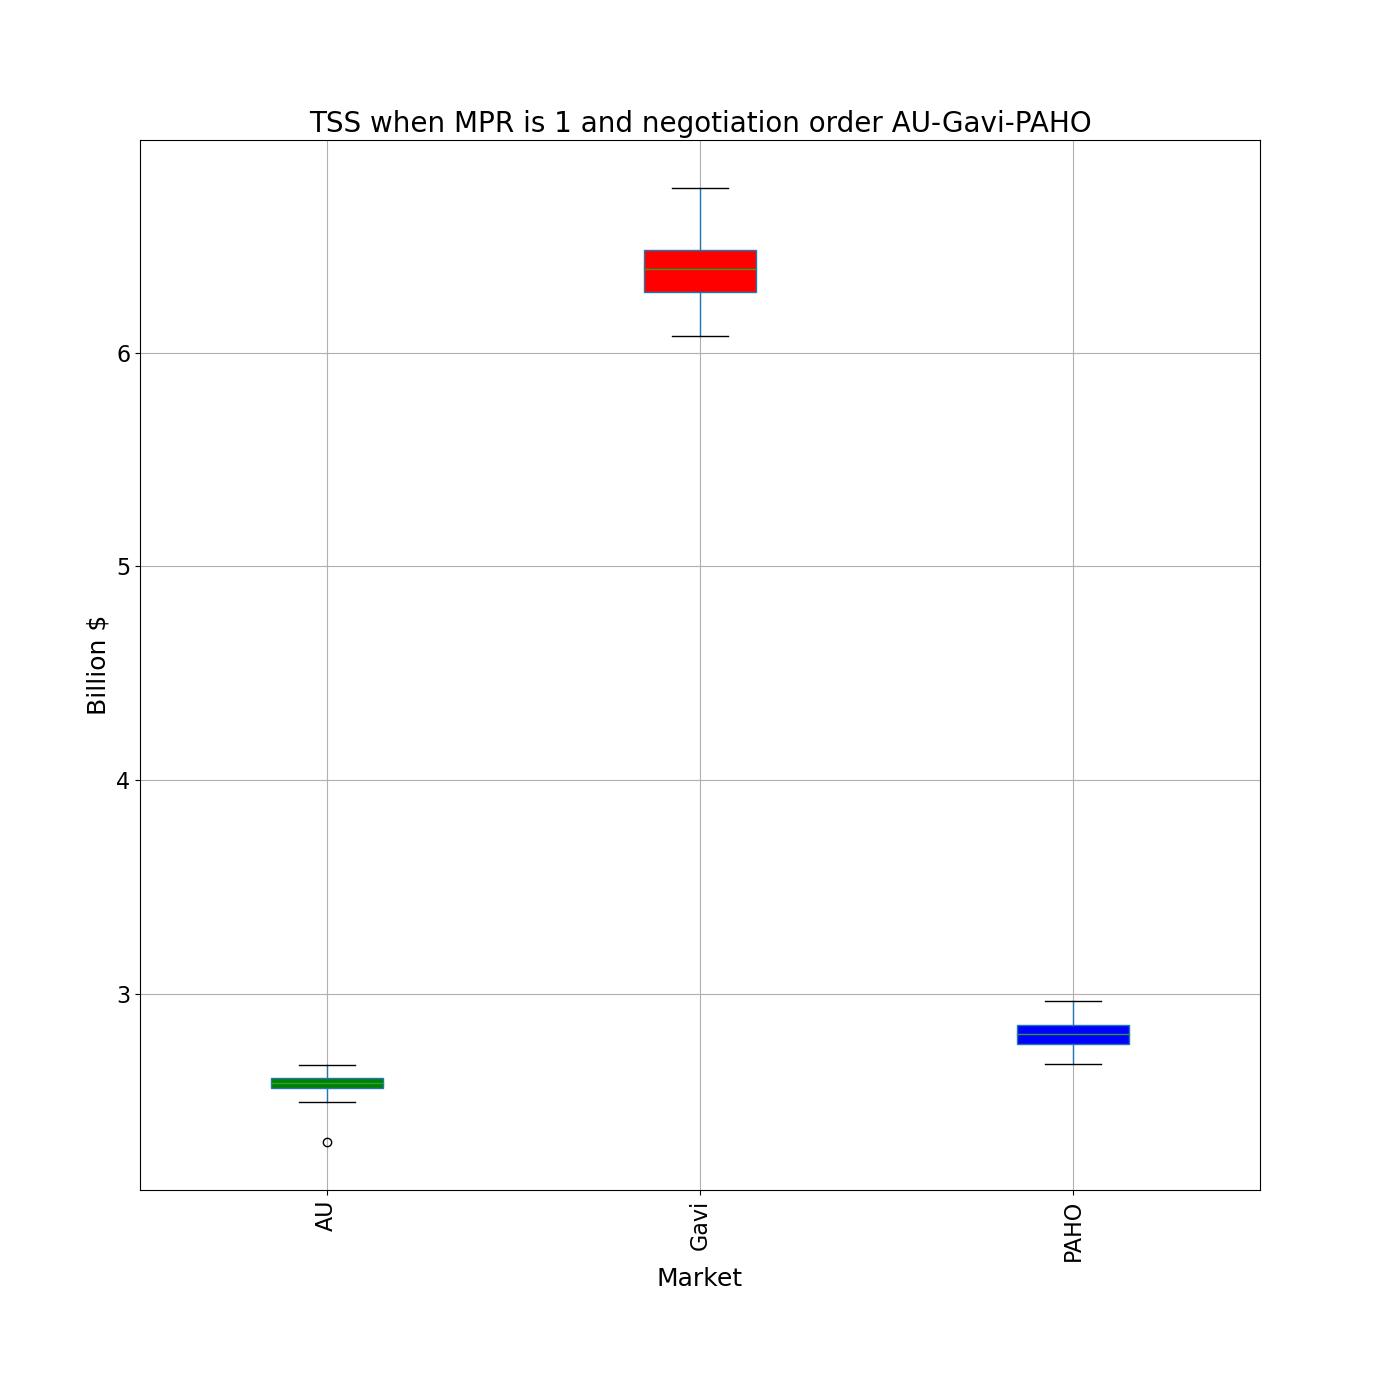 TSS when MPR is 1 and negotiation order AU-Gavi-PAHO
6
5
4
3
Billion $
AU
Gavi
PAHO
Market